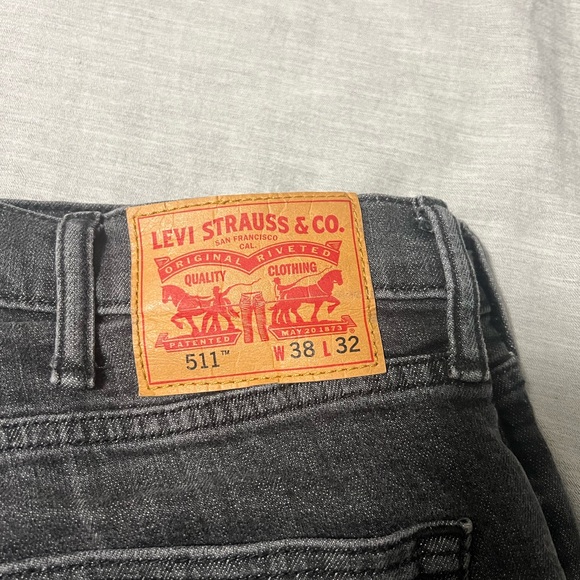 LEVI STRAUSS & CO.
SAN FRANCISCO
CAL.
ORIGINAL RIVETED
QUALITY CLOTHING
PATENTED MAY 20 1873
511™ W 38 L 32